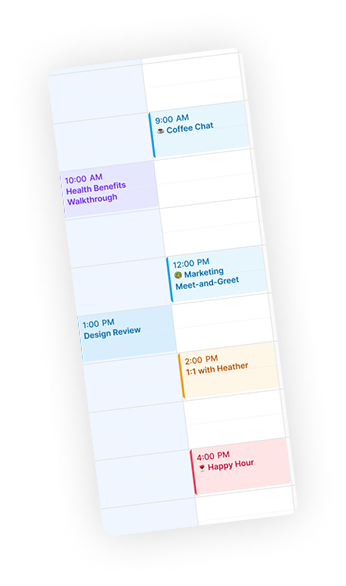 9:00 AM
☕ Coffee Chat
10:00 AM
Health Benefits
Walkthrough
12:00 PM
Marketing
Meet-and-Greet
1:00 PM
Design Review
2:00 PM
1:1 with Heather
4:00 PM
🍷 Happy Hour